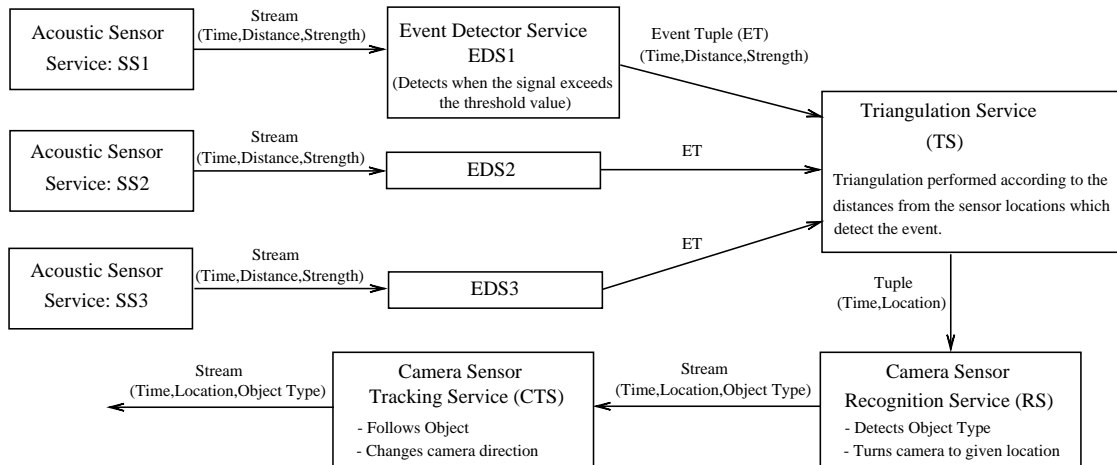 Acoustic Sensor
Service: SS1
Stream
(Time,Distance,Strength)
Event Detector Service
EDS1
(Detects when the signal exceeds
the threshold value)
Event Tuple (ET)
(Time,Distance,Strength)
Acoustic Sensor
Service: SS2
Stream
(Time,Distance,Strength)
EDS2
ET
Acoustic Sensor
Service: SS3
Stream
(Time,Distance,Strength)
EDS3
ET
Triangulation Service
(TS)
Triangulation performed according to the
distances from the sensor locations which
detect the event.
Tuple
(Time,Location)
Camera Sensor
Recognition Service (RS)
- Detects Object Type
- Turns camera to given location
Stream
(Time,Location,Object Type)
Camera Sensor
Tracking Service (CTS)
- Follows Object
- Changes camera direction
Stream
(Time,Location,Object Type)